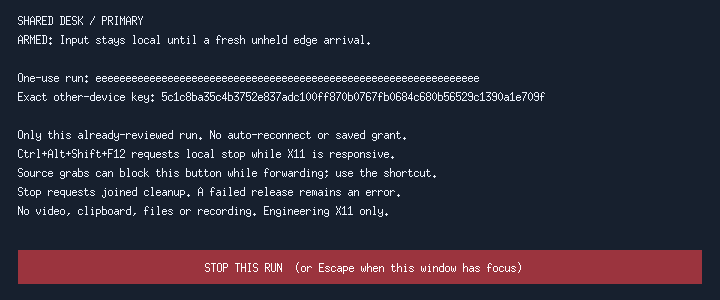 SHARED DESK / PRIMARY
ARMED: Input stays local until a fresh unheld edge arrival.
One-use run: eeeeeeeeeeeeeeeeeeeeeeeeeeeeeeeeeeeeeeeeeeeeeeeeeeeeeeeeeeeeeeee
Exact other-device key: 5c1c8ba35c4b3752e837adc100ff870b0767fb0684c680b56529c1390a1e709f
Only this already-reviewed run. No auto-reconnect or saved grant.
Ctrl+Alt+Shift+F12 requests local stop while X11 is responsive.
Source grabs can block this button while forwarding; use the shortcut.
Stop requests joined cleanup. A failed release remains an error.
No video, clipboard, files or recording. Engineering X11 only.
STOP THIS RUN  (or Escape when this window has focus)